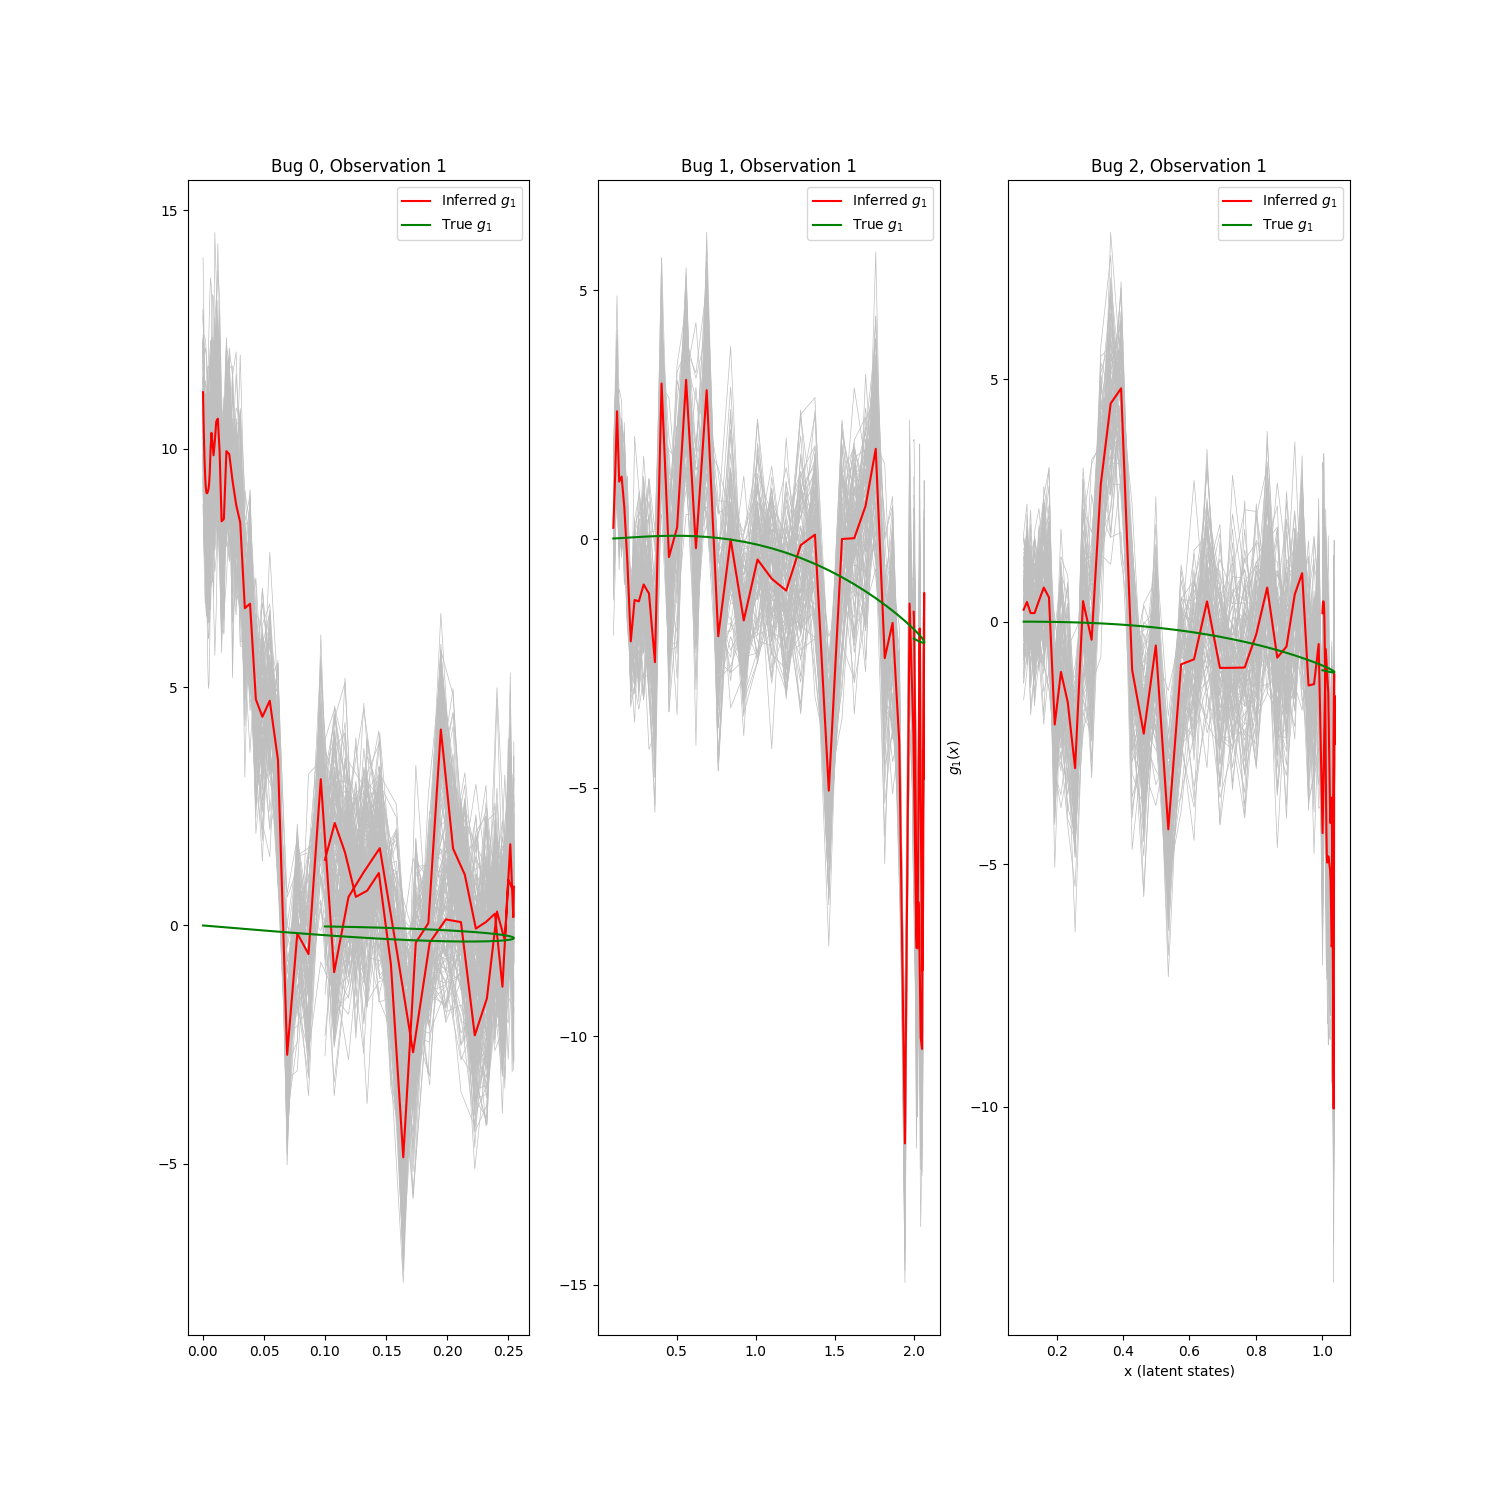 Bug 0, Observation 1
Inferred g₁
True g₁
15
10
5
0
−5
0.00 0.05 0.10 0.15 0.20 0.25
Bug 1, Observation 1
Inferred g₁
True g₁
5
0
−5
−10
−15
0.5 1.0 1.5 2.0
Bug 2, Observation 1
Inferred g₁
True g₁
g₁(x)
5
0
−5
−10
0.2 0.4 0.6 0.8 1.0
x (latent states)